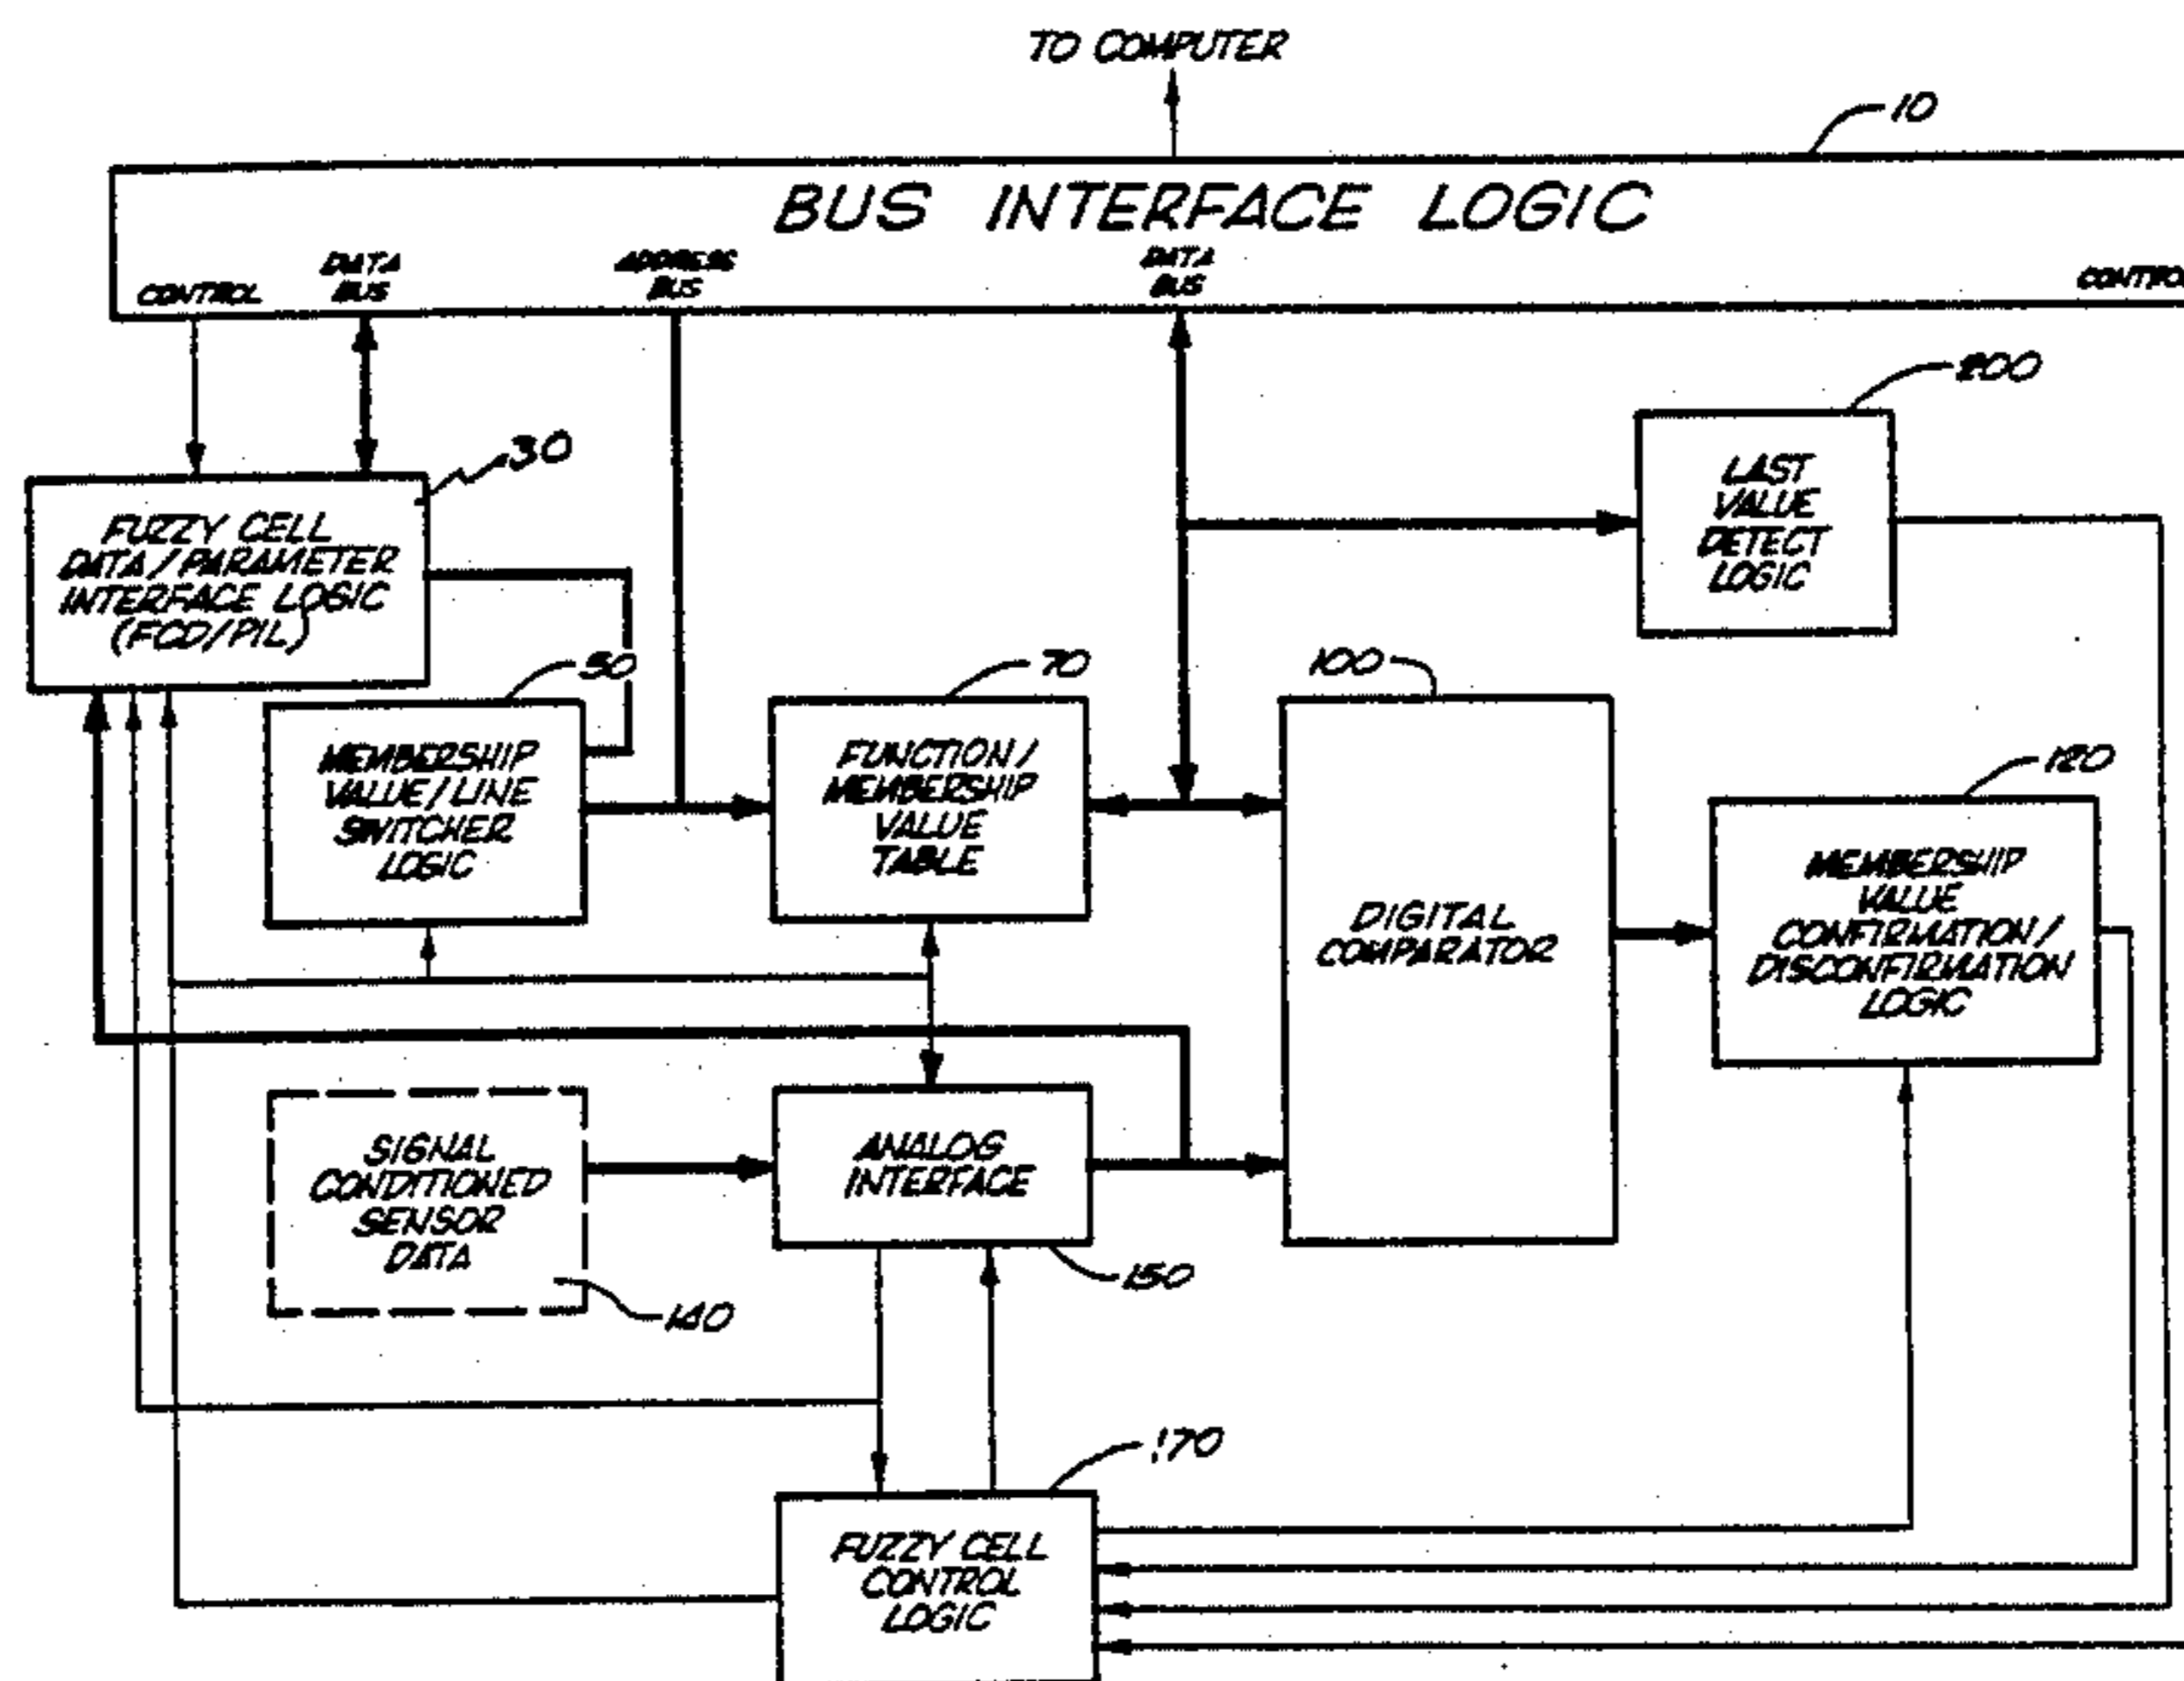 TO COMPUTER
10
BUS INTERFACE LOGIC
CONTROL
DATA
BUS
ADDRESS
BUS
DATA
BUS
CONTROL
200
LAST
VALUE
DETECT
LOGIC
30
FUZZY CELL
DATA/PARAMETER
INTERFACE LOGIC
(FCD/PIL)
50
MEMBERSHIP
VALUE/LINE
SWITCHER
LOGIC
70
FUNCTION/
MEMBERSHIP
VALUE
TABLE
100
DIGITAL
COMPARATOR
120
MEMBERSHIP
VALUE
CONFIRMATION/
DISCONFIRMATION
LOGIC
SIGNAL
CONDITIONED
SENSOR
DATA
140
ANALOG
INTERFACE
150
170
FUZZY CELL
CONTROL
LOGIC